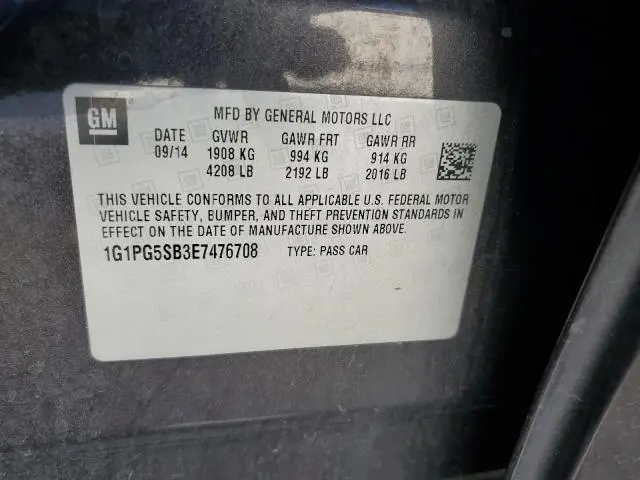 GM
MFD BY GENERAL MOTORS LLC
DATE GVWR GAWR FRT GAWR RR
09/14 1908 KG 994 KG 914 KG
4208 LB 2192 LB 2016 LB
THIS VEHICLE CONFORMS TO ALL APPLICABLE U.S. FEDERAL MOTOR
VEHICLE SAFETY, BUMPER, AND THEFT PREVENTION STANDARDS IN
EFFECT ON THE DATE OF MANUFACTURE SHOWN ABOVE.
1G1PG5SB3E7476708 TYPE: PASS CAR